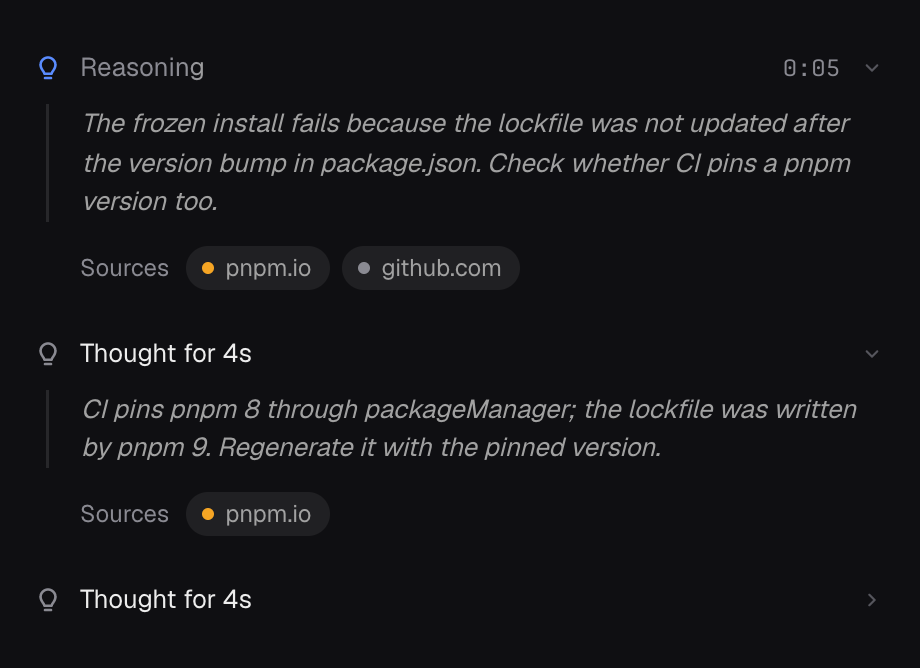 Reasoning 0:05
The frozen install fails because the lockfile was not updated after
the version bump in package.json. Check whether CI pins a pnpm
version too.
Sources pnpm.io github.com
Thought for 4s
CI pins pnpm 8 through packageManager; the lockfile was written
by pnpm 9. Regenerate it with the pinned version.
Sources pnpm.io
Thought for 4s